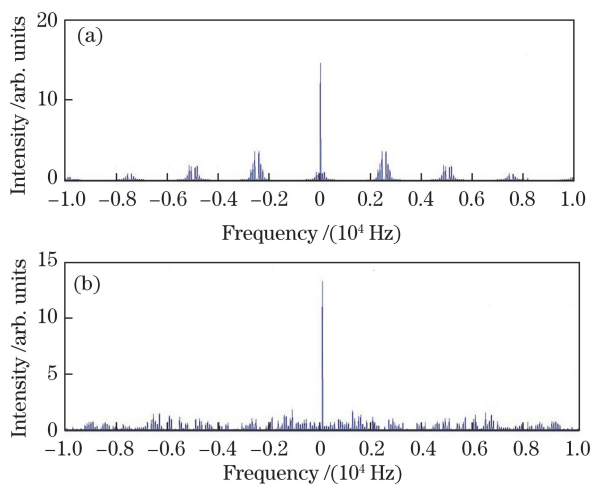 (a)
Intensity /arb. units
20
10
0
−1.0 −0.8 −0.6 −0.4 −0.2 0 0.2 0.4 0.6 0.8 1.0
Frequency /(10⁴ Hz)
(b)
Intensity /arb. units
15
10
5
0
−1.0 −0.8 −0.6 −0.4 −0.2 0 0.2 0.4 0.6 0.8 1.0
Frequency /(10⁴ Hz)